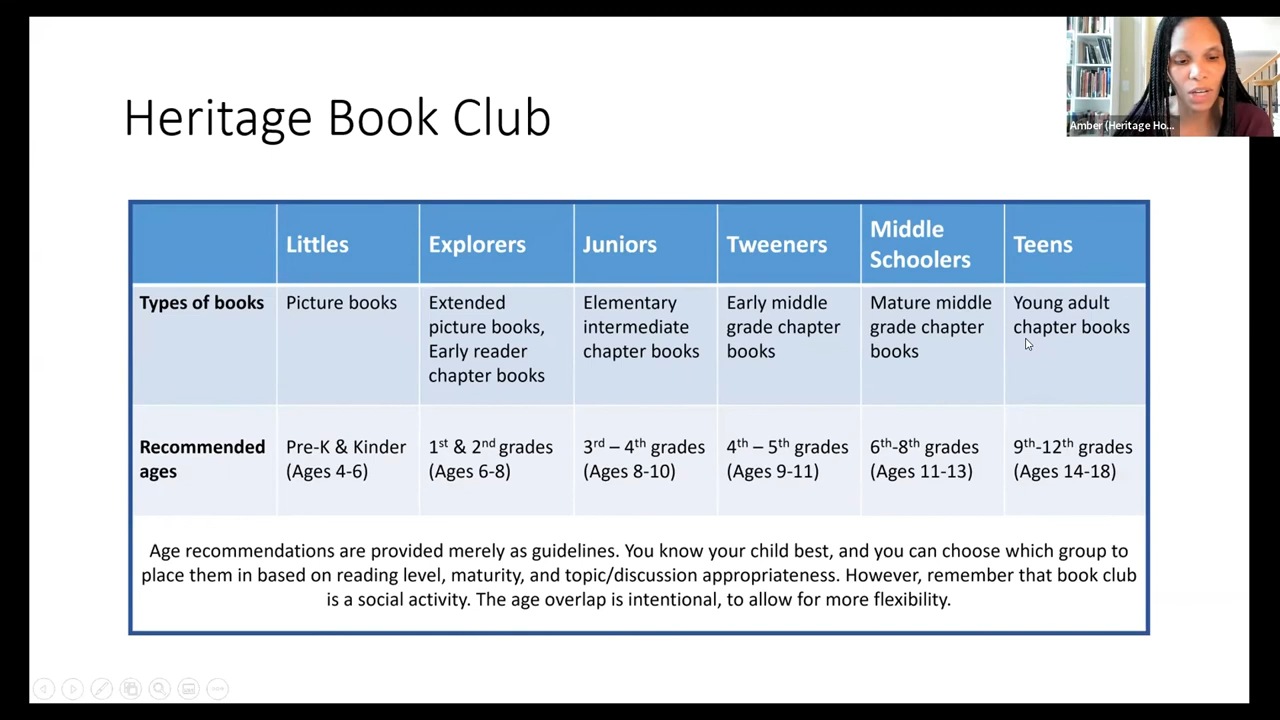 Amber (Heritage Ho...
Heritage Book Club
Littles
Explorers
Juniors
Tweeners
Middle
Schoolers
Teens
Types of books
Picture books
Extended
picture books,
Early reader
chapter books
Elementary
intermediate
chapter books
Early middle
grade chapter
books
Mature middle
grade chapter
books
Young adult
chapter books
Recommended
ages
Pre-K & Kinder
(Ages 4-6)
1st & 2nd grades
(Ages 6-8)
3rd – 4th grades
(Ages 8-10)
4th – 5th grades
(Ages 9-11)
6th-8th grades
(Ages 11-13)
9th-12th grades
(Ages 14-18)
Age recommendations are provided merely as guidelines. You know your child best, and you can choose which group to
place them in based on reading level, maturity, and topic/discussion appropriateness. However, remember that book club
is a social activity. The age overlap is intentional, to allow for more flexibility.